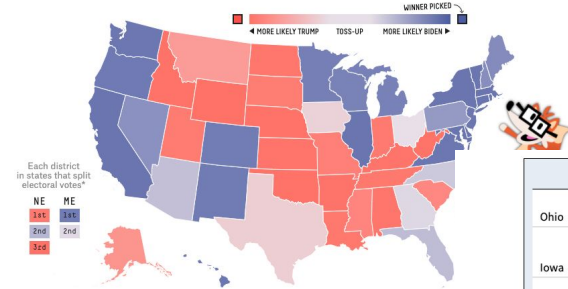 WINNER PICKED
◀ MORE LIKELY TRUMP TOSS-UP MORE LIKELY BIDEN ▶
Each district
in states that split
electoral votes*
NE ME
1st 1st
2nd 2nd
3rd
Ohio
Iowa